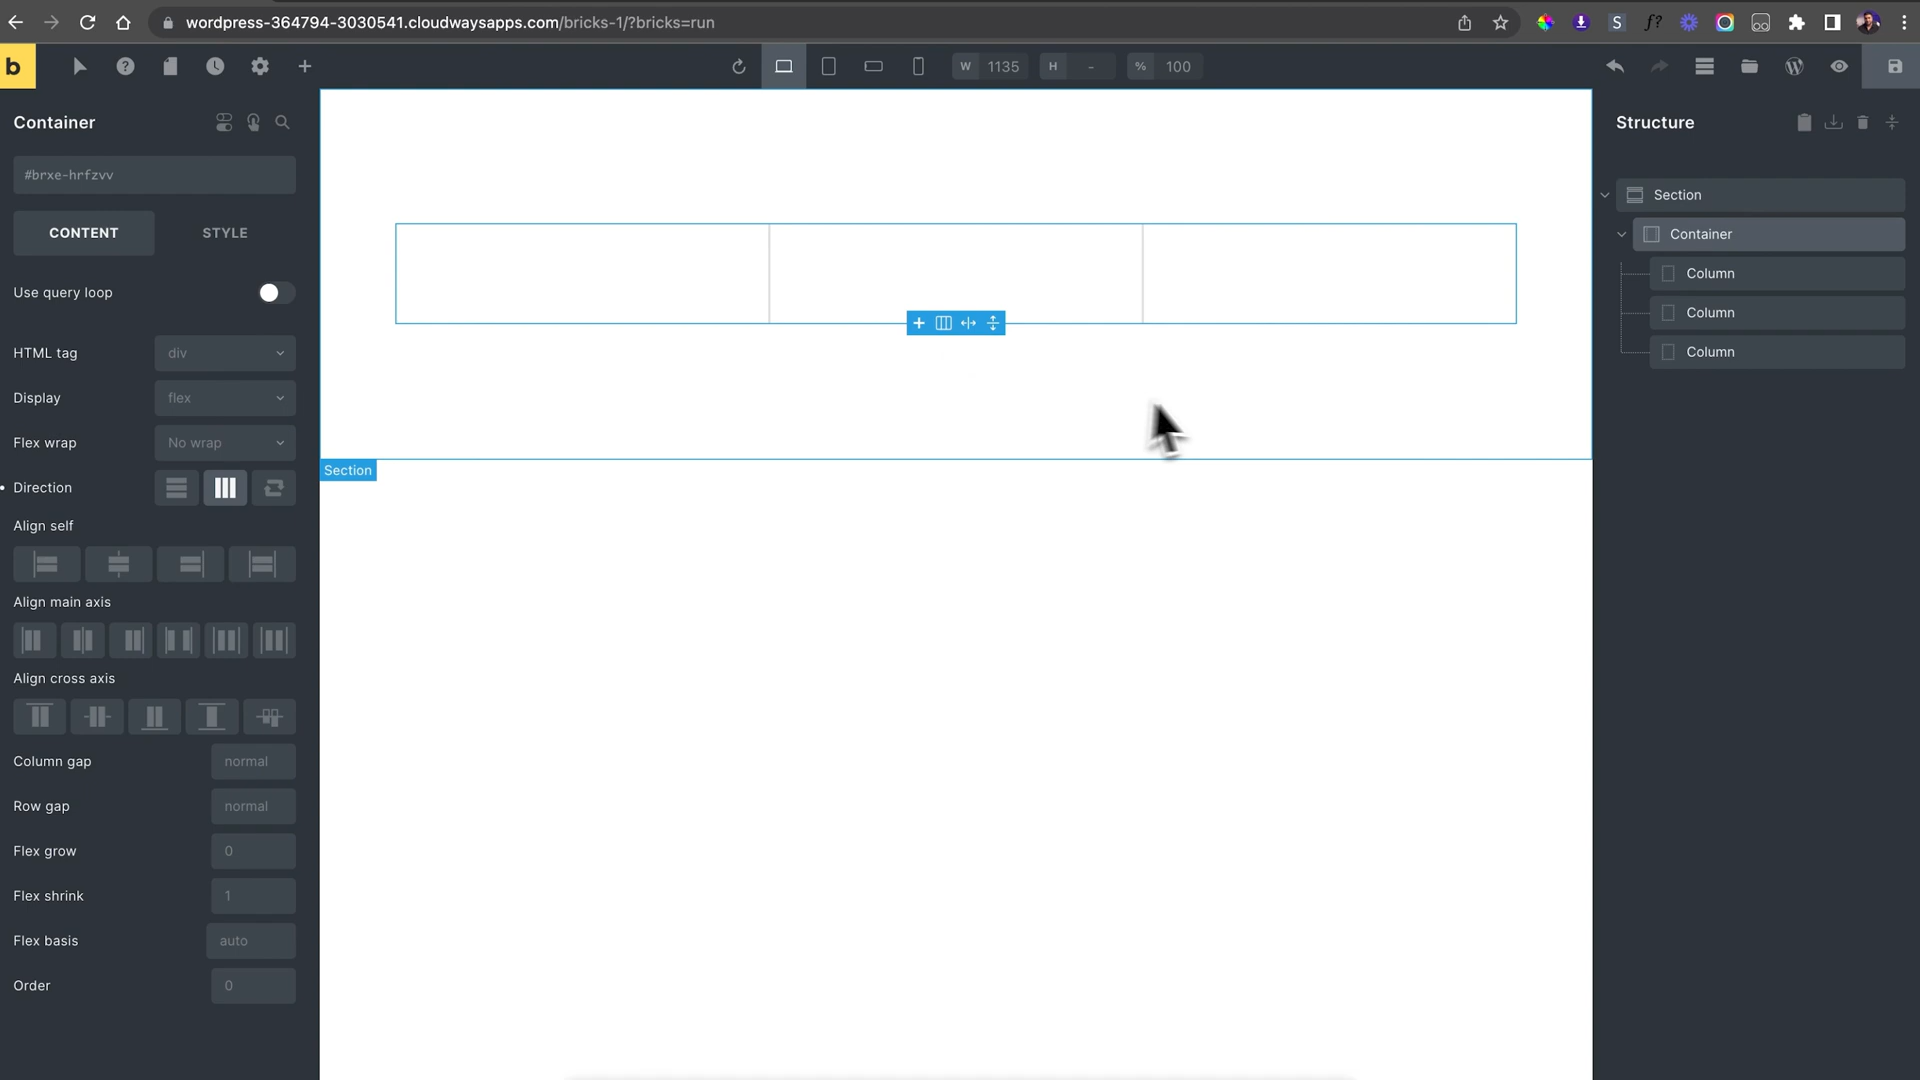 wordpress-364794-3030541.cloudwaysapps.com/bricks-1/?bricks=run
S
f?
b
?
W 1135
H -
% 100
Container
#brxe-hrfzvv
CONTENT
STYLE
Use query loop
HTML tag
div
Display
flex
Flex wrap
No wrap
Direction
Align self
Align main axis
Align cross axis
Column gap
normal
Row gap
normal
Flex grow
0
Flex shrink
1
Flex basis
auto
Order
0
Section
Structure
Section
Container
Column
Column
Column